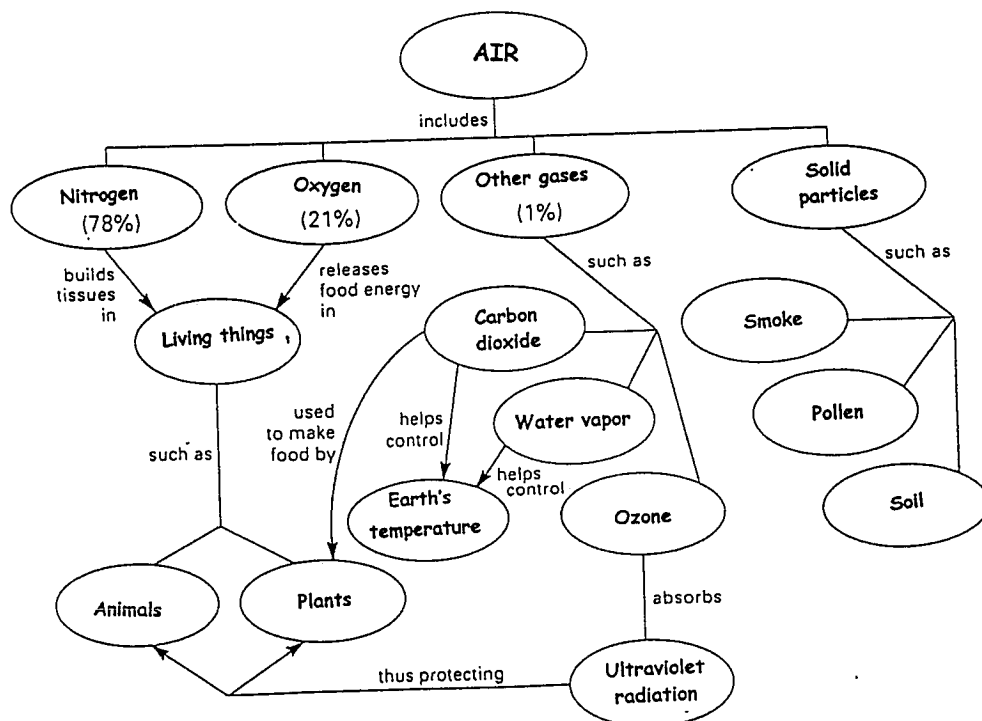 AIR
includes
Nitrogen
(78%)
Oxygen
(21%)
Other gases
(1%)
Solid
particles
builds
tissues
in
releases
food energy
in
such as
such as
Living things
Carbon
dioxide
Smoke
used
to make
food by
helps
control
Water vapor
Pollen
such as
helps
control
Earth's
temperature
Ozone
Soil
Animals
Plants
absorbs
thus protecting
Ultraviolet
radiation